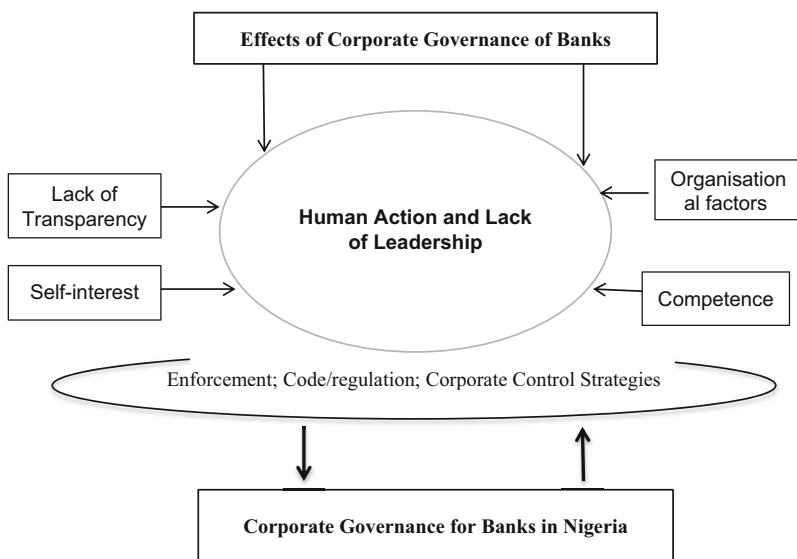 Effects of Corporate Governance of Banks
Lack of
Transparency
Organisation
al factors
Human Action and Lack
of Leadership
Self-interest
Competence
Enforcement; Code/regulation; Corporate Control Strategies
Corporate Governance for Banks in Nigeria